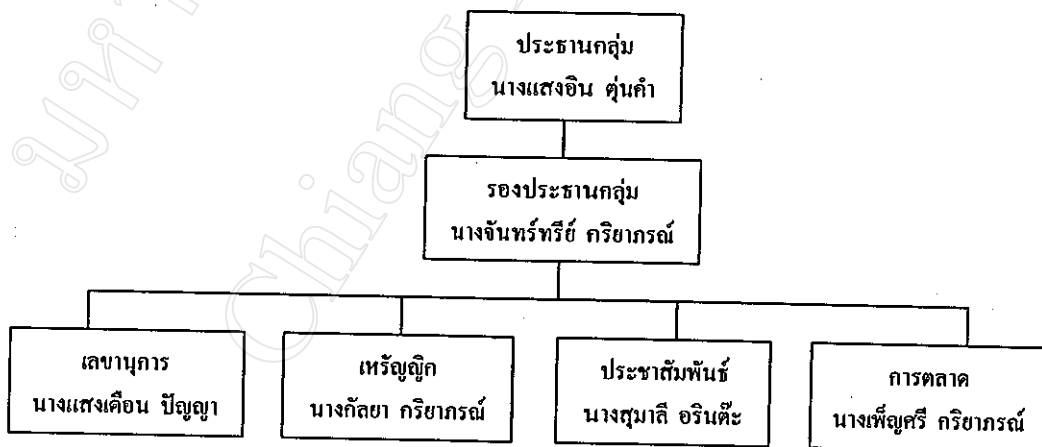 ประธานกลุ่ม
นางแสงอิน ตุ่นคำ
รองประธานกลุ่ม
นางจันทร์ทรีย์ กริยาภรณ์
เลขานุการ
นางแสงเดือน ปัญญา
เหรัญญิก
นางกัลยา กริยาภรณ์
ประชาสัมพันธ์
นางสุมาลี อรินต๊ะ
การตลาด
นางเพ็ญศรี กริยาภรณ์
Chiang